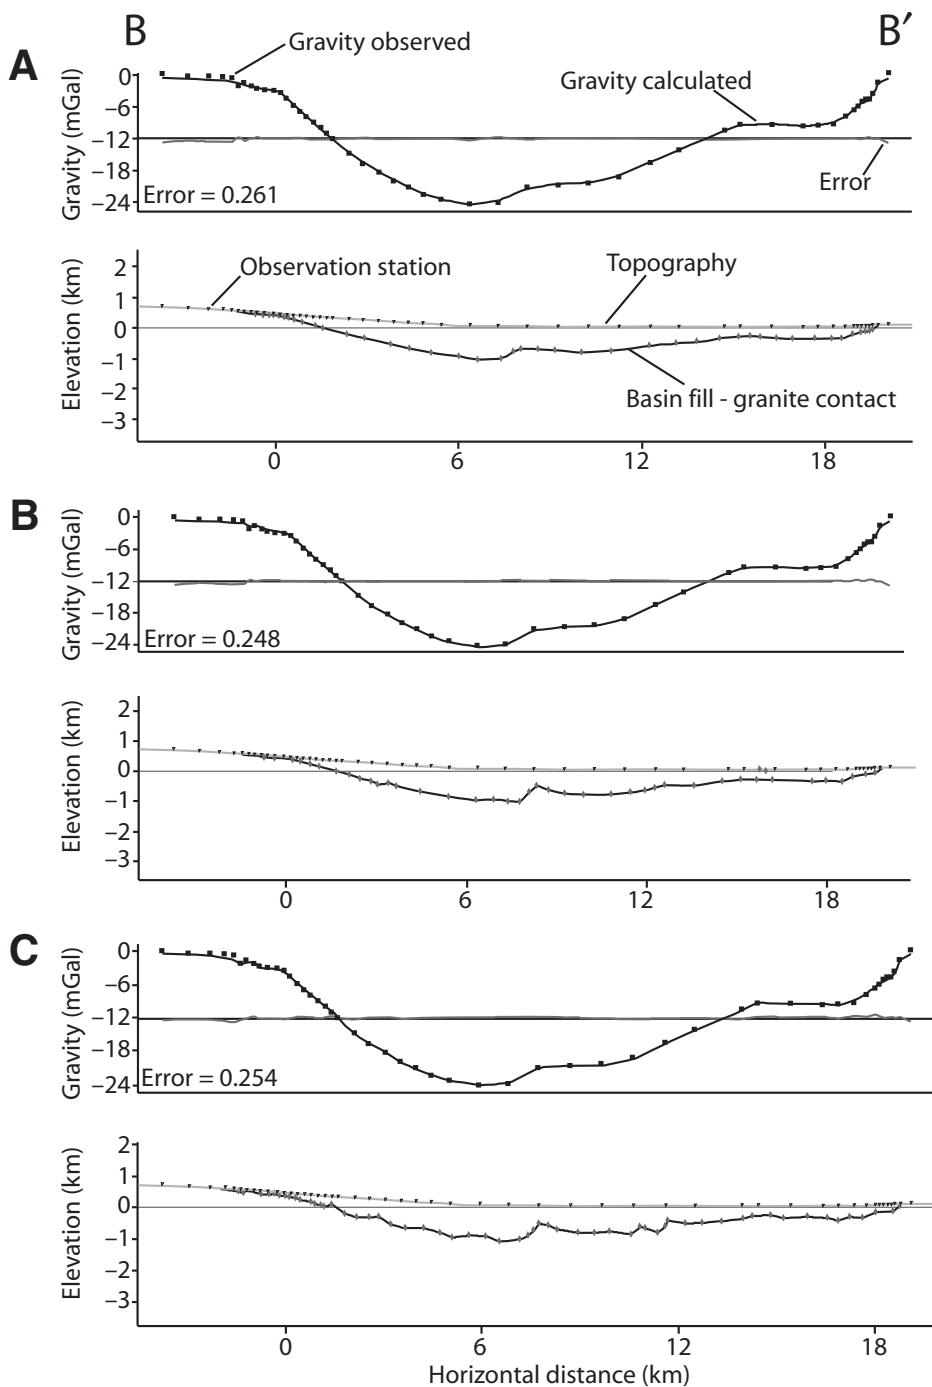 B B′
A
Gravity observed
Gravity calculated
Gravity (mGal)
0
−6
−12
−18
−24
Error = 0.261
Error
Elevation (km)
2
1
0
−1
−2
−3
Observation station
Topography
Basin fill - granite contact
0 6 12 18
B
Gravity (mGal)
0
−6
−12
−18
−24
Error = 0.248
Elevation (km)
2
1
0
−1
−2
−3
0 6 12 18
C
Gravity (mGal)
0
−6
−12
−18
−24
Error = 0.254
Elevation (km)
2
1
0
−1
−2
−3
0 6 12 18
Horizontal distance (km)